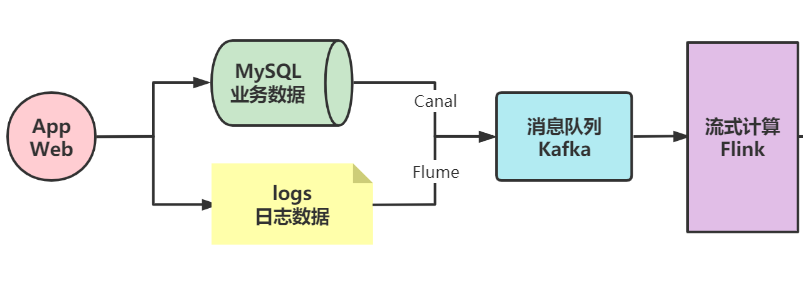 App
Web
MySQL
业务数据
logs
日志数据
Canal
Flume
消息队列
Kafka
流式计算
Flink